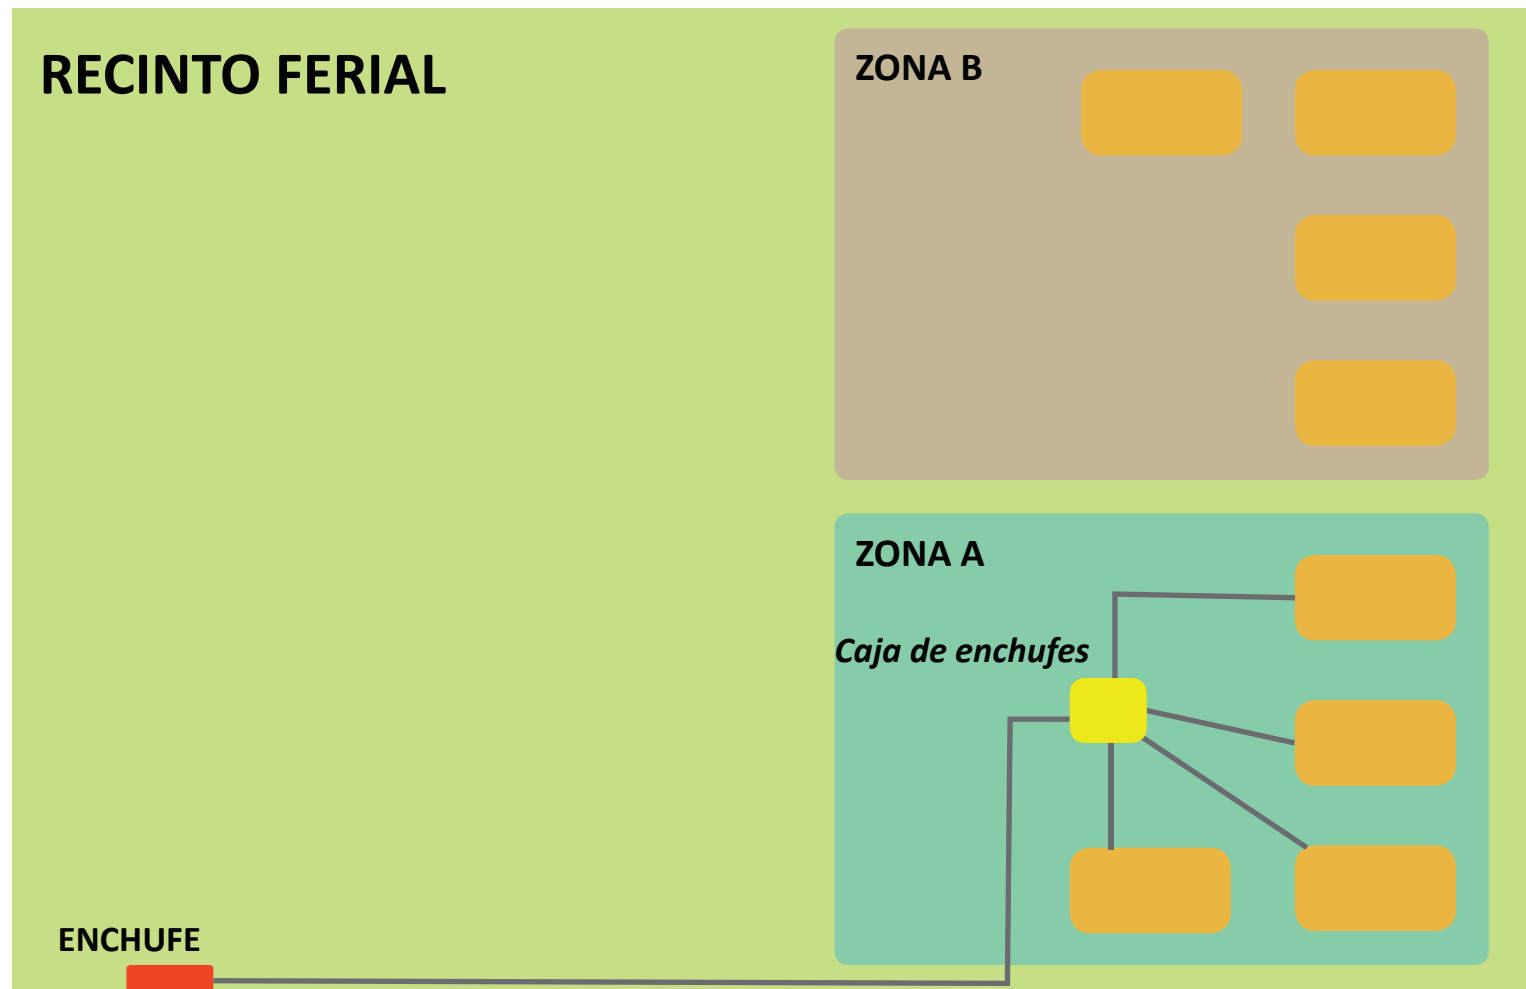 RECINTO FERIAL
ZONA B
ZONA A
Caja de enchufes
ENCHUFE